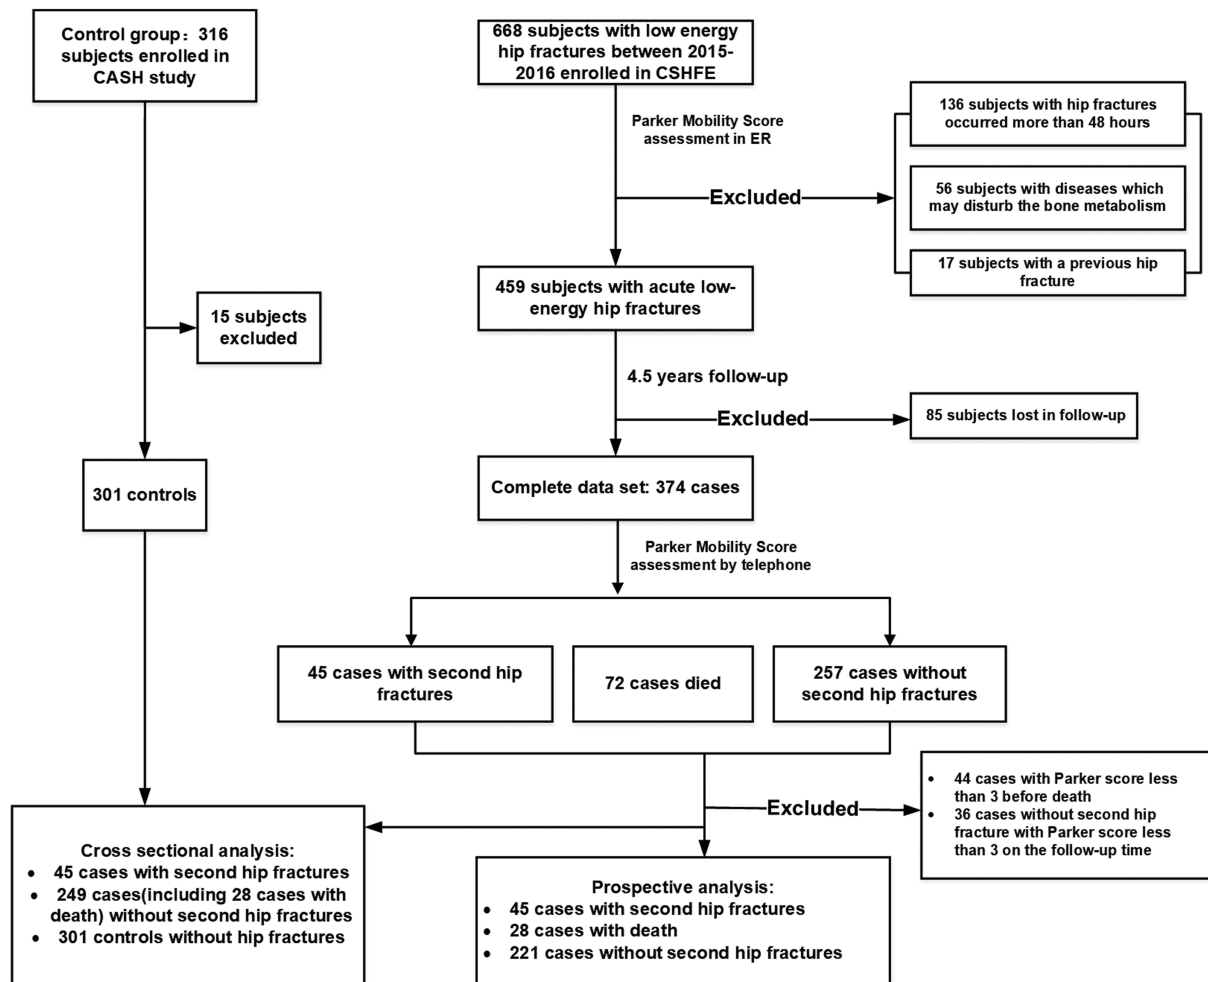 Control group：316
subjects enrolled in
CASH study
668 subjects with low energy
hip fractures between 2015-
2016 enrolled in CSHFE
Parker Mobility Score
assessment in ER
136 subjects with hip fractures
occurred more than 48 hours
Excluded
56 subjects with diseases which
may disturb the bone metabolism
17 subjects with a previous hip
fracture
459 subjects with acute low-
energy hip fractures
15 subjects
excluded
4.5 years follow-up
Excluded
85 subjects lost in follow-up
301 controls
Complete data set: 374 cases
Parker Mobility Score
assessment by telephone
45 cases with second hip
fractures
72 cases died
257 cases without
second hip fractures
Excluded
• 44 cases with Parker score less
than 3 before death
• 36 cases without second hip
fracture with Parker score less
than 3 on the follow-up time
Cross sectional analysis:
• 45 cases with second hip fractures
• 249 cases(including 28 cases with
death) without second hip fractures
• 301 controls without hip fractures
Prospective analysis:
• 45 cases with second hip fractures
• 28 cases with death
• 221 cases without second hip fractures